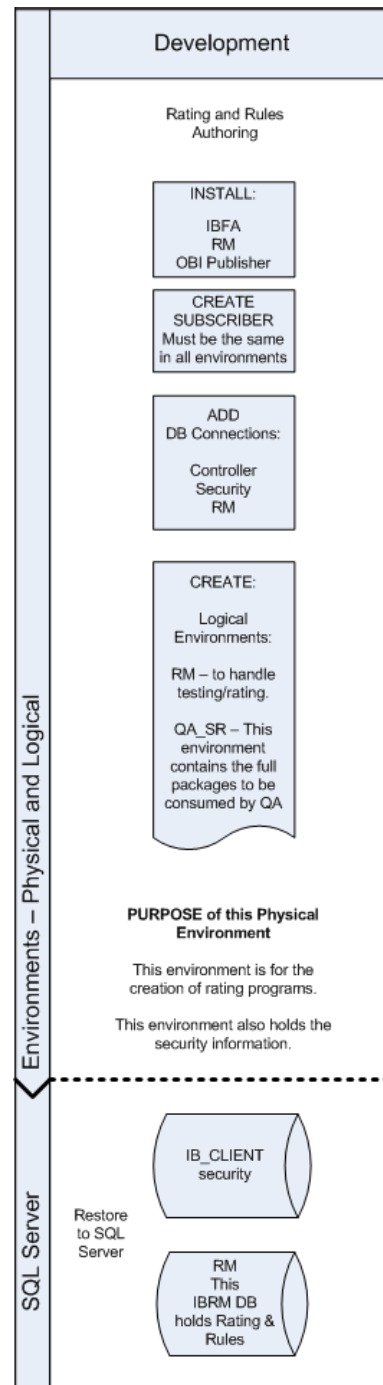 Development
Rating and Rules
Authoring
INSTALL:
IBFA
RM
OBI Publisher
CREATE
SUBSCRIBER
Must be the same
in all environments
ADD
DB Connections:
Controller
Security
RM
CREATE:
Logical
Environments:
RM – to handle
testing/rating.
QA_SR – This
environment
contains the full
packages to be
consumed by QA
PURPOSE of this Physical
Environment
This environment is for the
creation of rating programs.
This environment also holds the
security information.
Environments – Physical and Logical
IB_CLIENT
security
Restore
to SQL
Server
RM
This
IBRM DB
holds Rating &
Rules
SQL Server